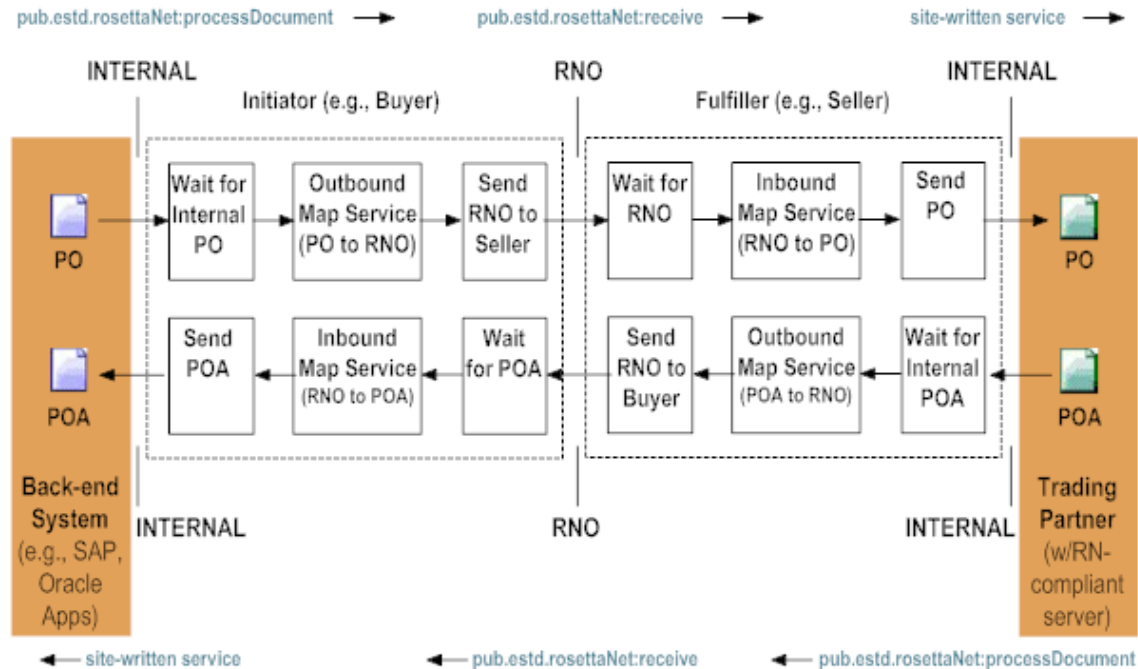 pub.estd.rosettaNet:processDocument
pub.estd.rosettaNet:receive
site-written service
INTERNAL
RNO
INTERNAL
Initiator (e.g., Buyer)
Fulfiller (e.g., Seller)
PO
Wait for
Internal
PO
Outbound
Map Service
(PO to RNO)
Send
RNO to
Seller
Wait for
RNO
Inbound
Map Service
(RNO to PO)
Send
PO
PO
POA
Send
POA
Inbound
Map Service
(RNO to POA)
Wait
for POA
Send
RNO to
Buyer
Outbound
Map Service
(POA to RNO)
Wait for
Internal
POA
POA
Back-end
System
(e.g., SAP,
Oracle
Apps)
INTERNAL
RNO
INTERNAL
Trading
Partner
(w/RN-
compliant
server)
site-written service
pub.estd.rosettaNet:receive
pub.estd.rosettaNet:processDocument